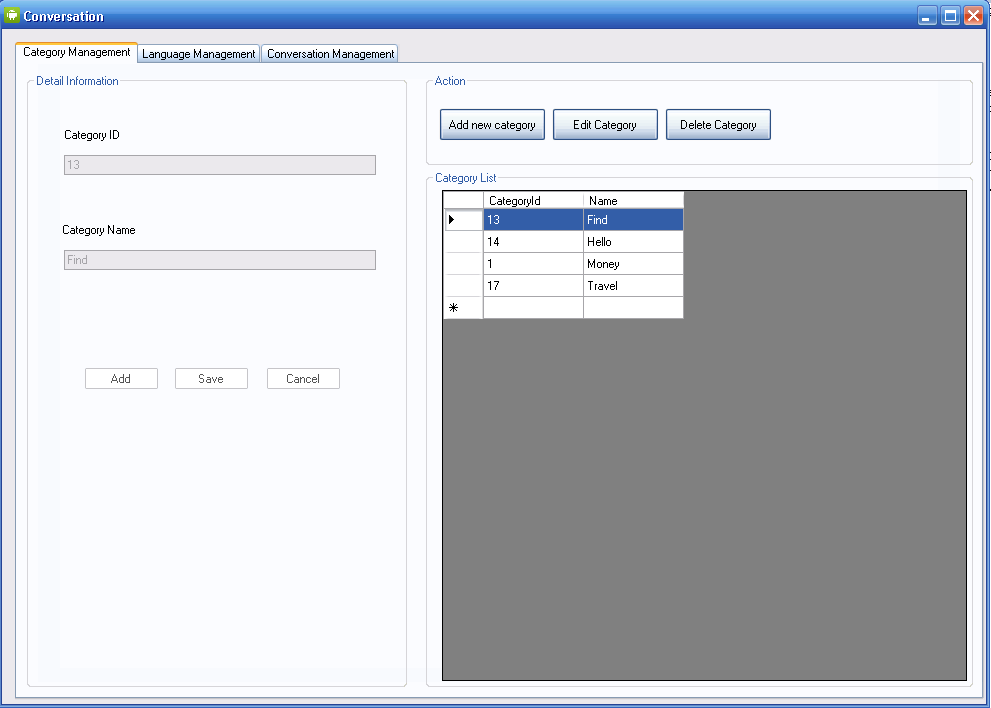 Conversation
Category Management Language Management Conversation Management
Detail Information
Category ID
13
Category Name
Find
Add Save Cancel
Action
Add new category Edit Category Delete Category
Category List
CategoryId Name
13 Find
14 Hello
1 Money
17 Travel